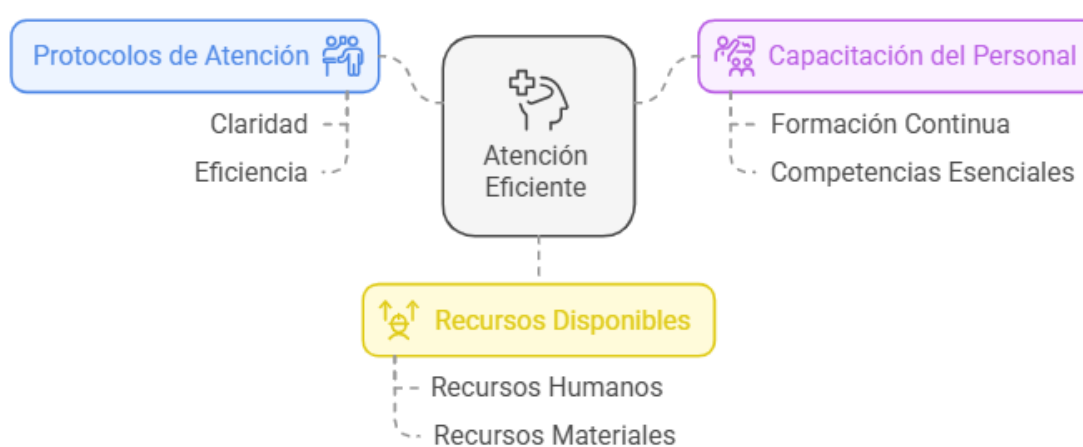 Protocolos de Atención
Claridad
Eficiencia
Atención
Eficiente
Capacitación del Personal
Formación Continua
Competencias Esenciales
Recursos Disponibles
Recursos Humanos
Recursos Materiales